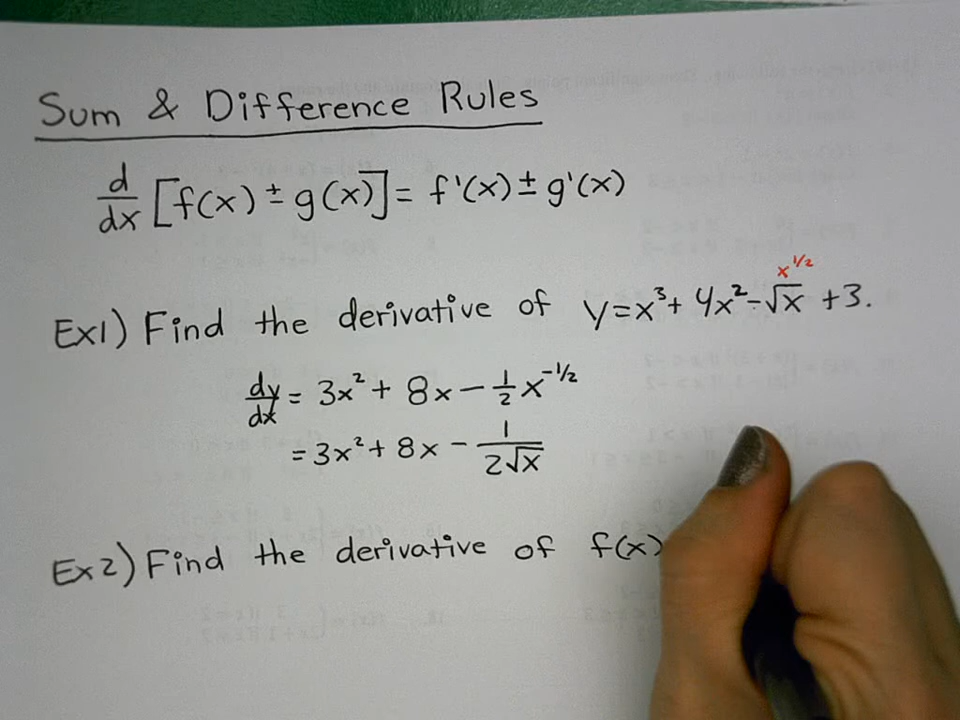 Sum & Difference Rules
d/dx [f(x) ± g(x)] = f'(x) ± g'(x)
x^1/2
Ex1) Find the derivative of y=x³+ 4x²-√x +3.
dy/dx = 3x²+ 8x - 1/2 x^-1/2
= 3x²+ 8x - 1/(2√x)
Ex2) Find the derivative of f(x)